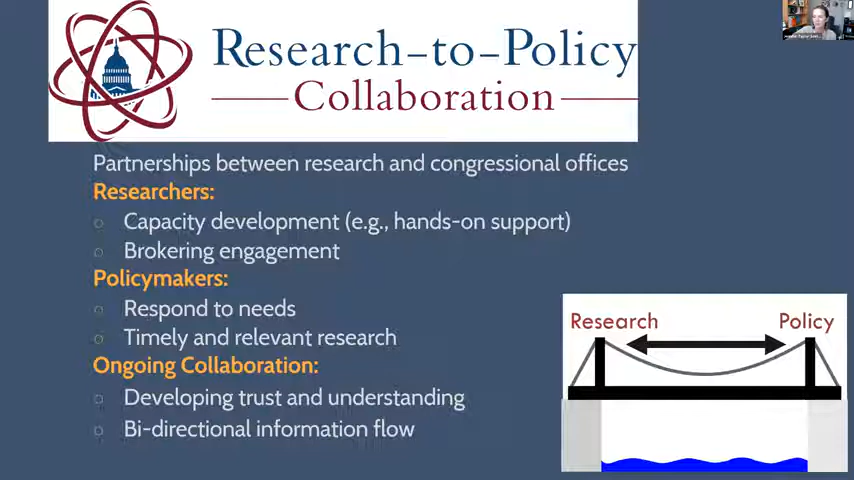 Research-to-Policy
Collaboration
Partnerships between research and congressional offices
Researchers:
○ Capacity development (e.g., hands-on support)
○ Brokering engagement
Policymakers:
○ Respond to needs
○ Timely and relevant research
Ongoing Collaboration:
○ Developing trust and understanding
○ Bi-directional information flow
Research Policy